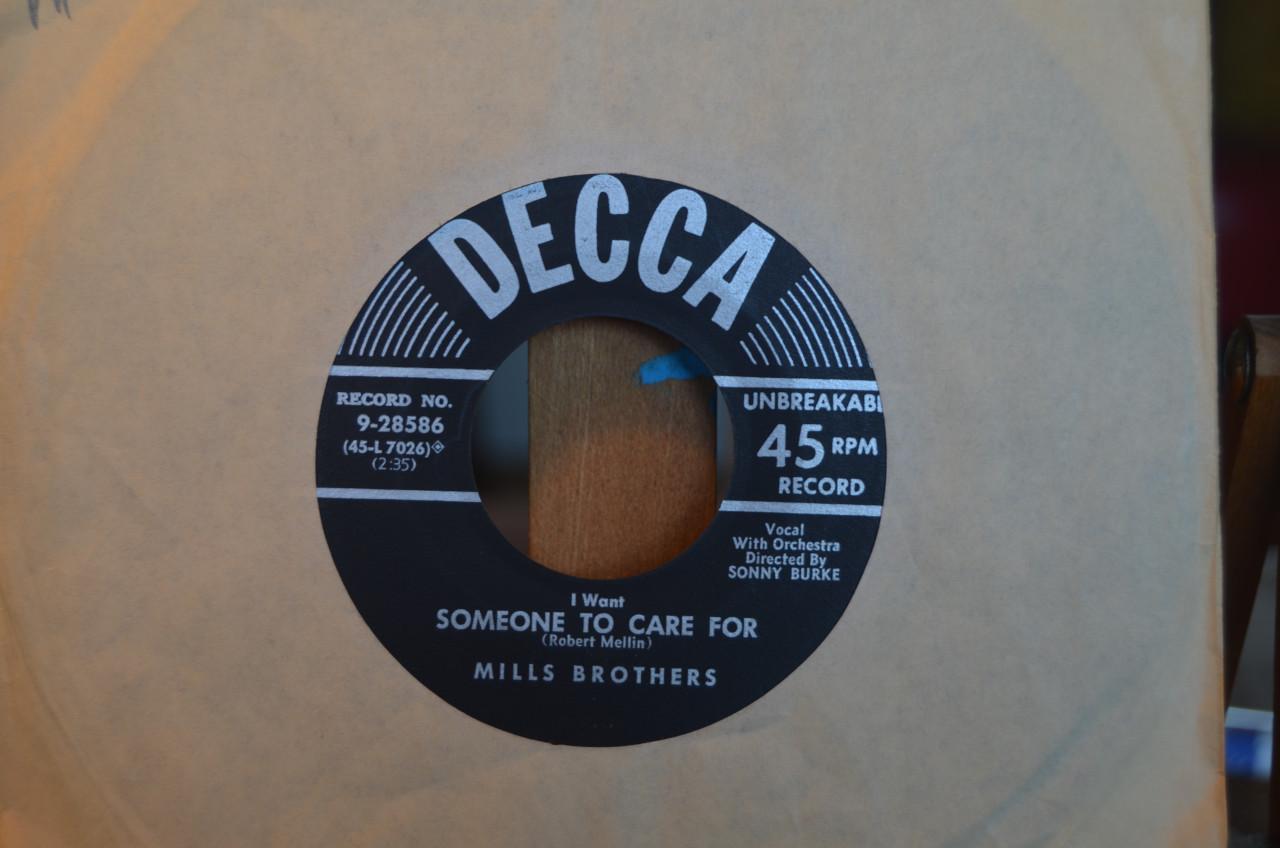 DECCA
RECORD NO.
9-28586
(45-L 7026)
(2:35)
UNBREAKABL
45 RPM
RECORD
Vocal
With Orchestra
Directed By
SONNY BURKE
I Want
SOMEONE TO CARE FOR
(Robert Mellin)
MILLS BROTHERS